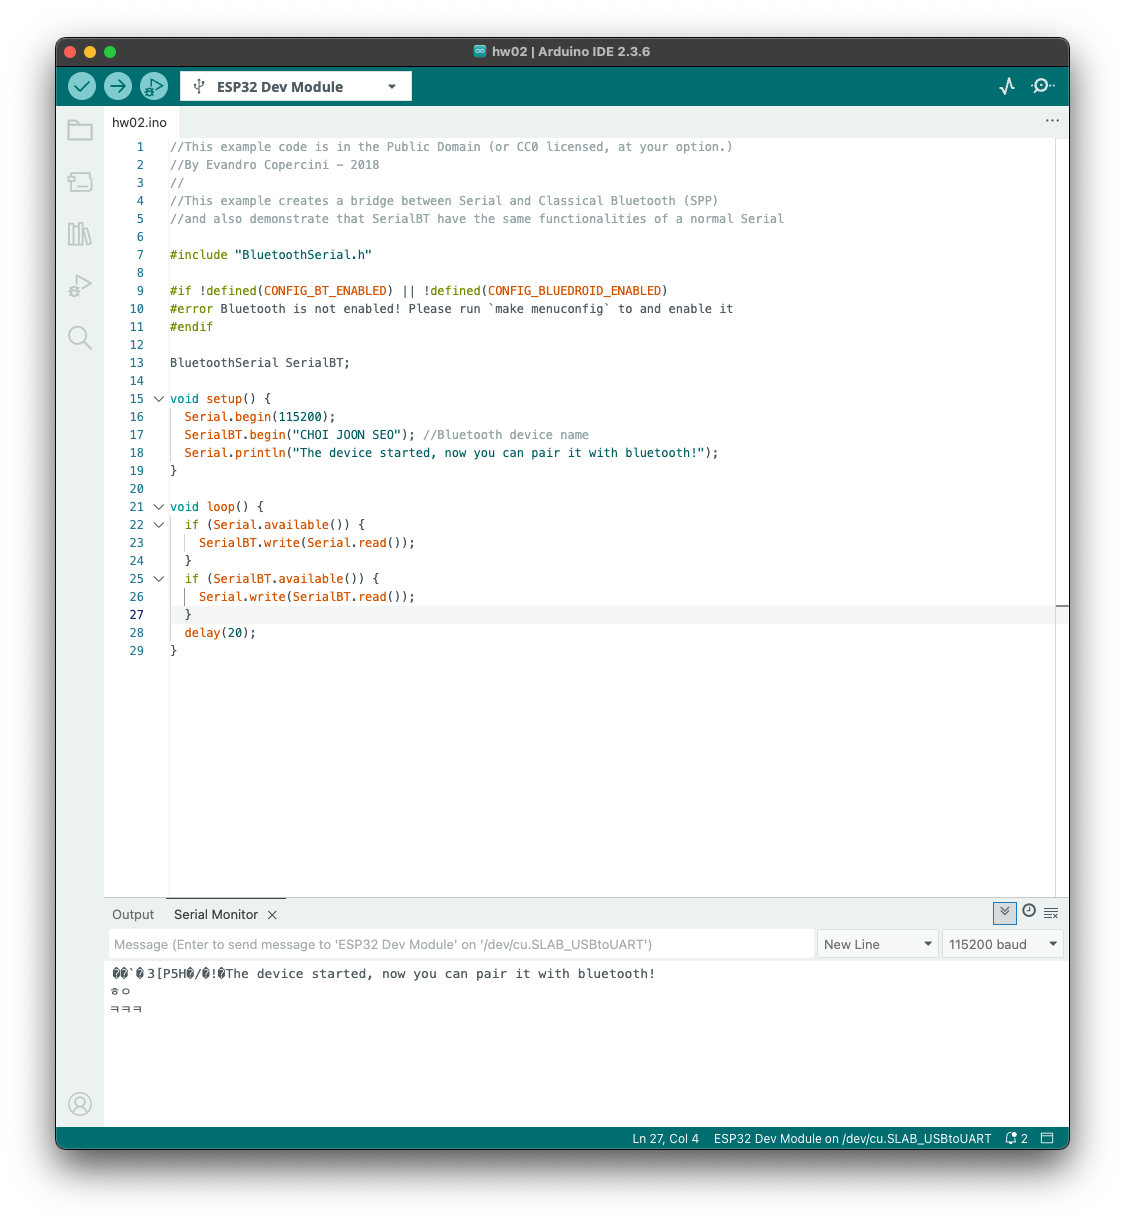 hw02 | Arduino IDE 2.3.6
ESP32 Dev Module
hw02.ino
1 //This example code is in the Public Domain (or CC0 licensed, at your option.)
2 //By Evandro Copercini - 2018
3 //
4 //This example creates a bridge between Serial and Classical Bluetooth (SPP)
5 //and also demonstrate that SerialBT have the same functionalities of a normal Serial
6
7 #include "BluetoothSerial.h"
8
9 #if !defined(CONFIG_BT_ENABLED) || !defined(CONFIG_BLUEDROID_ENABLED)
10 #error Bluetooth is not enabled! Please run `make menuconfig` to and enable it
11 #endif
12
13 BluetoothSerial SerialBT;
14
15 void setup() {
16 Serial.begin(115200);
17 SerialBT.begin("CHOI JOON SEO"); //Bluetooth device name
18 Serial.println("The device started, now you can pair it with bluetooth!");
19 }
20
21 void loop() {
22 if (Serial.available()) {
23 SerialBT.write(Serial.read());
24 }
25 if (SerialBT.available()) {
26 Serial.write(SerialBT.read());
27 }
28 delay(20);
29 }
Output Serial Monitor
Message (Enter to send message to 'ESP32 Dev Module' on '/dev/cu.SLAB_USBtoUART') New Line 115200 baud
��`�3[P5H�/�!�The device started, now you can pair it with bluetooth!
ㅎㅇ
ㅋㅋㅋ
Ln 27, Col 4 ESP32 Dev Module on /dev/cu.SLAB_USBtoUART 2